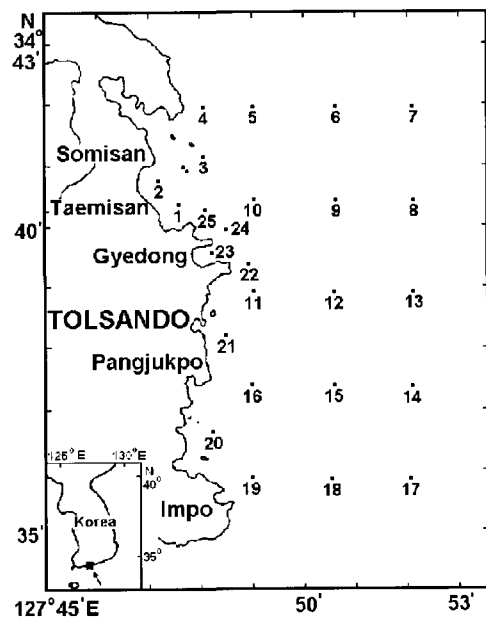 N
34°
43'
4 5 6 7
Somisan
3
2
Taemisan 1 25 10 9 8
40'
24
Gyedong 23
22
TOLSANDO 11 12 13
21
Pangjukpo
16 15 14
20
125° E 130°
N
40°
Korea
35°
19 18 17
Impo
35'
127°45'E 50' 53'